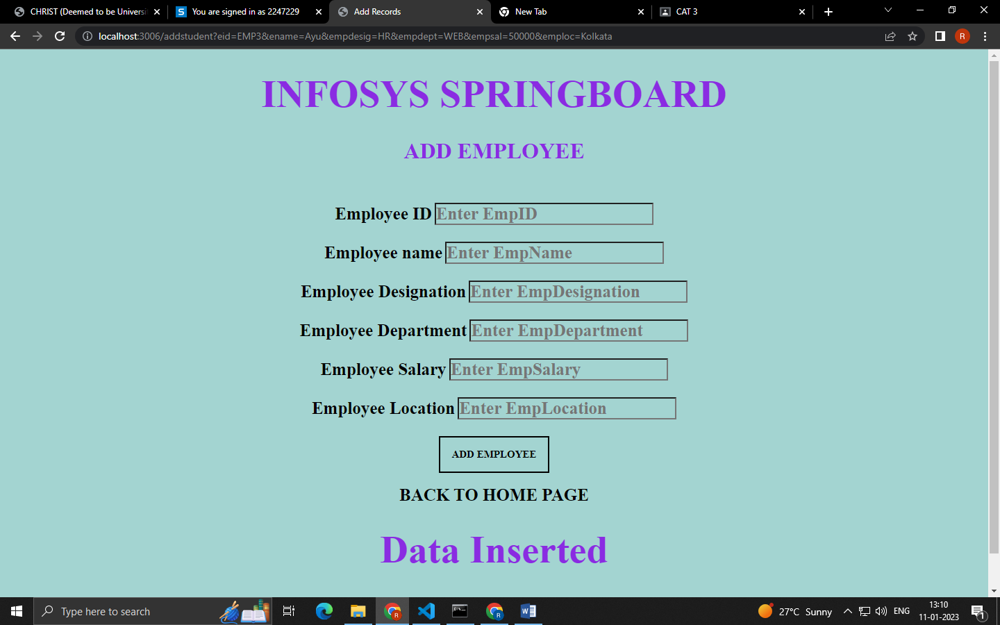 CHRIST (Deemed to be Universi
You are signed in as 2247229
Add Records
New Tab
CAT 3
localhost:3006/addstudent?eid=EMP3&ename=Ayu&empdesig=HR&empdept=WEB&empsal=50000&emploc=Kolkata
R
INFOSYS SPRINGBOARD
ADD EMPLOYEE
Employee ID Enter EmpID
Employee name Enter EmpName
Employee Designation Enter EmpDesignation
Employee Department Enter EmpDepartment
Employee Salary Enter EmpSalary
Employee Location Enter EmpLocation
ADD EMPLOYEE
BACK TO HOME PAGE
Data Inserted
Type here to search
27°C Sunny
ENG
13:10
11-01-2023
1